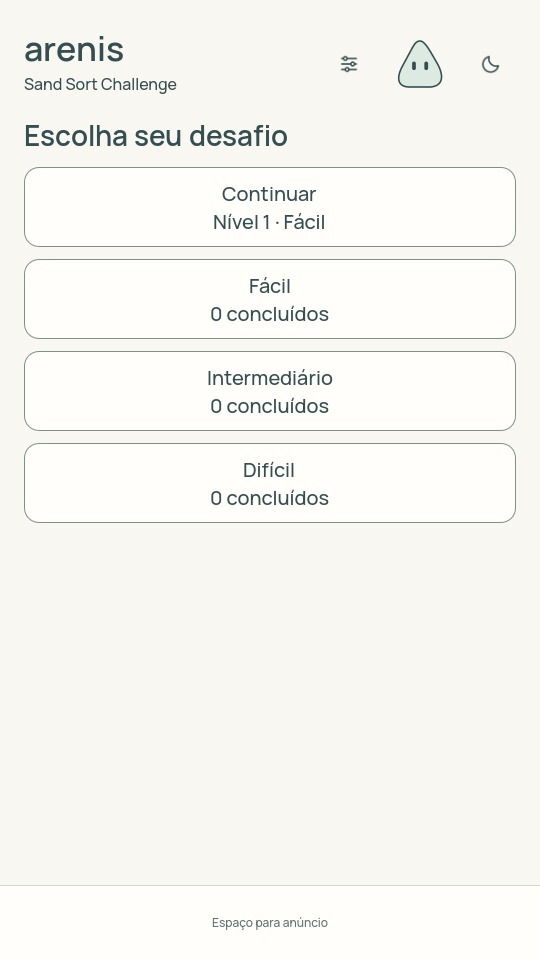 arenis
Sand Sort Challenge
Escolha seu desafio
Continuar
Nível 1 · Fácil
Fácil
0 concluídos
Intermediário
0 concluídos
Difícil
0 concluídos
Espaço para anúncio